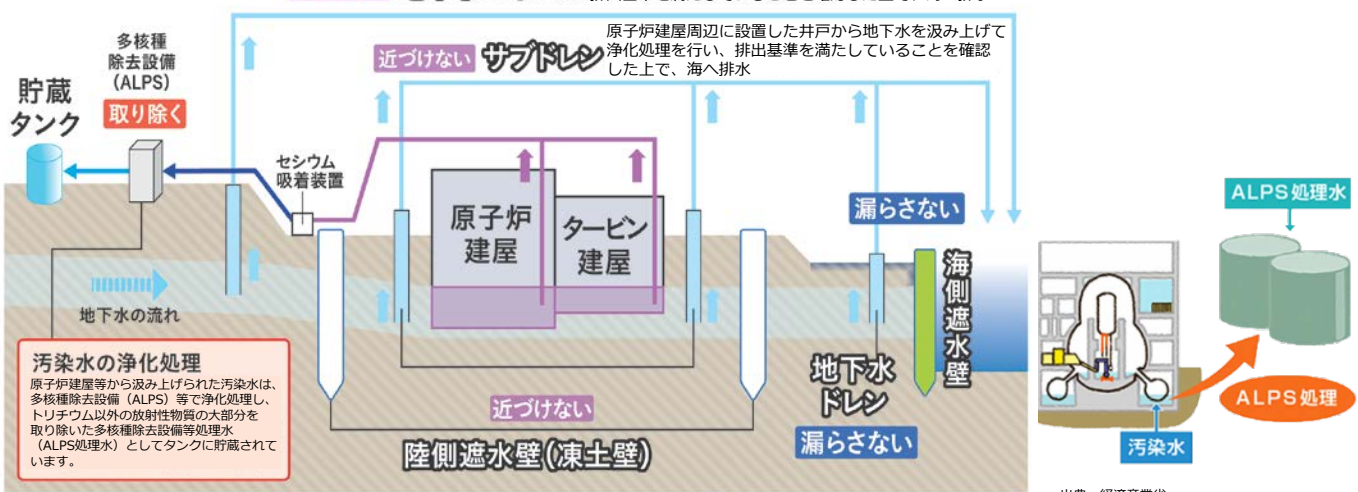 原子炉建屋周辺に設置した井戸から地下水を汲み上げて
浄化処理を行い、排出基準を満たしていることを確認
した上で、海へ排水
近づけない
サブドレン
多核種
除去設備
(ALPS)
取り除く
貯蔵
タンク
セシウム
吸着装置
原子炉
建屋
タービン
建屋
漏らさない
海側遮水壁
地下水の流れ
汚染水の浄化処理
原子炉建屋等から汲み上げられた汚染水は、
多核種除去設備（ALPS）等で浄化処理し、
トリチウム以外の放射性物質の大部分を
取り除いた多核種除去設備等処理水
（ALPS処理水）としてタンクに貯蔵されて
います。
近づけない
陸側遮水壁(凍土壁)
地下水
ドレン
漏らさない
ALPS処理水
ALPS処理
汚染水